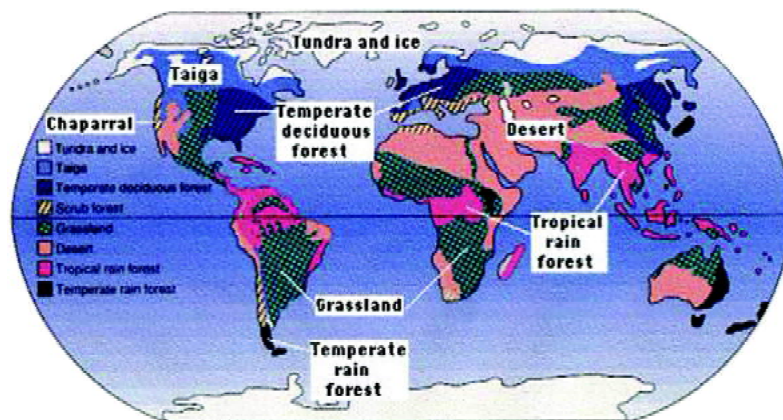 Tundra and ice
Taiga
Chaparral
Temperate
deciduous
forest
Desert
Tundra and ice
Taiga
Temperate deciduous forest
Scrub forest
Grassland
Desert
Tropical rain forest
Temperate rain forest
Tropical
rain
forest
Grassland
Temperate
rain
forest